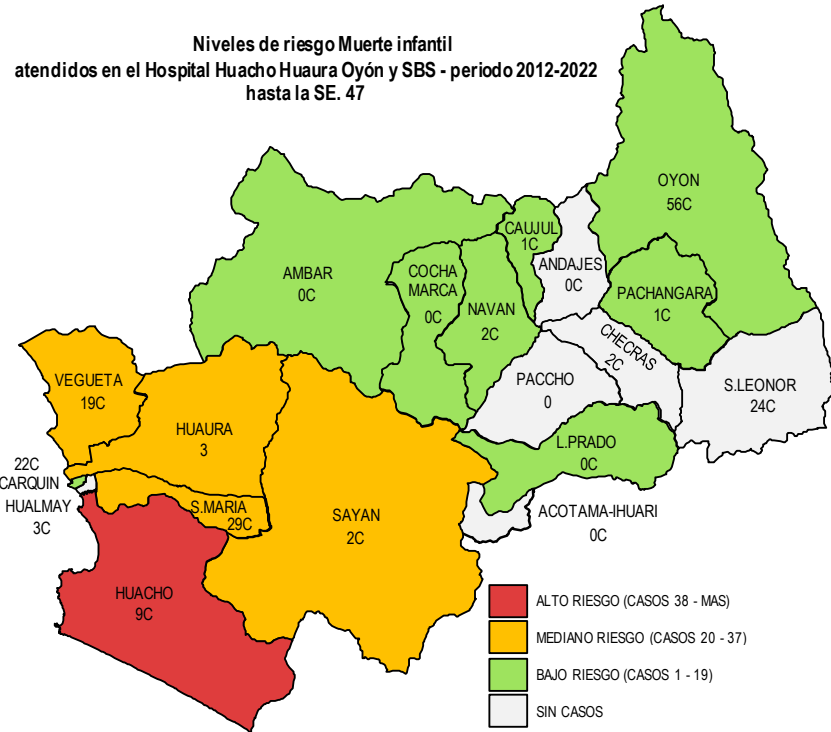 Niveles de riesgo Muerte infantil
atendidos en el Hospital Huacho Huaura Oyón y SBS - periodo 2012-2022
hasta la SE. 47
OYON
56C
CAUJUL
1C
ANDAJES
0C
AMBAR
0C
COCHA
MARCA
0C
NAVAN
2C
PACHANGARA
1C
CHECRAS
2C
PACCHO
0
S.LEONOR
24C
VEGUETA
19C
HUAURA
3
L.PRADO
0C
22C
CARQUIN
HUALMAY
3C
S.MARIA
29C
SAYAN
2C
ACOTAMA-IHUARI
0C
HUACHO
9C
ALTO RIESGO (CASOS 38 - MAS)
MEDIANO RIESGO (CASOS 20 - 37)
BAJO RIESGO (CASOS 1 - 19)
SIN CASOS